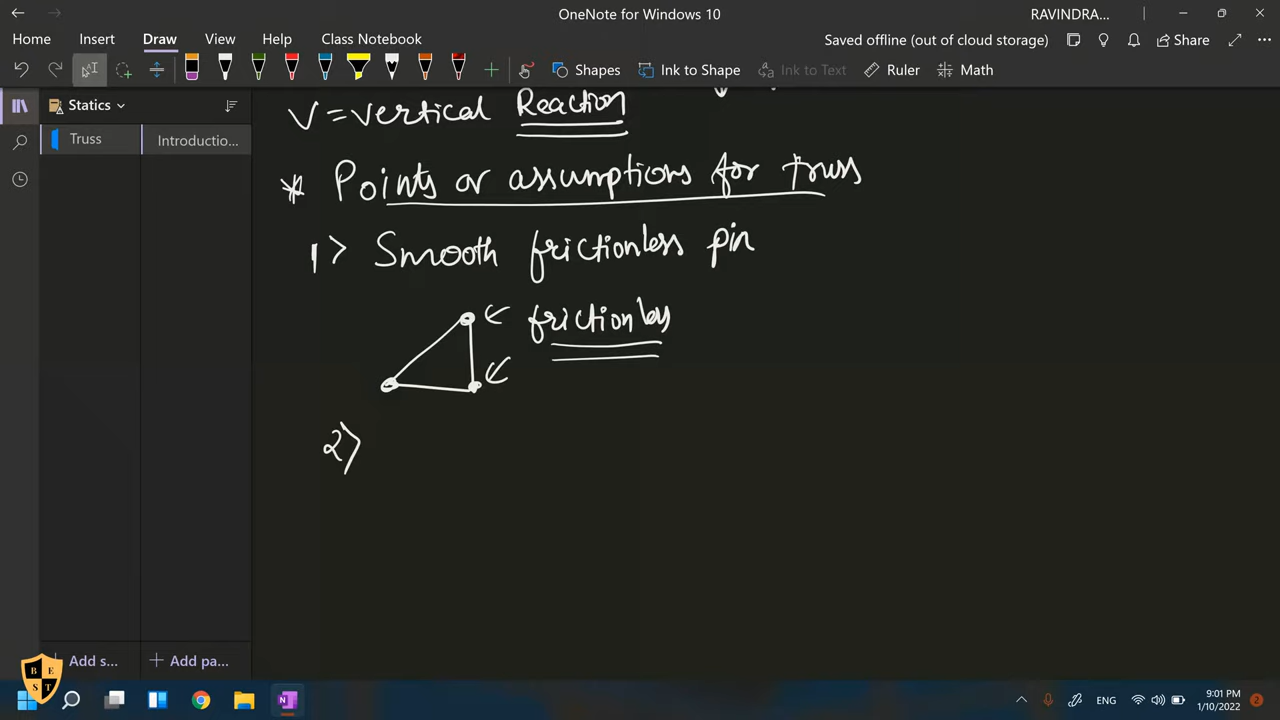 OneNote for Windows 10
RAVINDRA...
Home Insert Draw View Help Class Notebook
Saved offline (out of cloud storage) Share
Shapes Ink to Shape Ink to Text Ruler Math
Statics
Truss
Introductio...
V = Vertical Reaction
* Points or assumptions for truss
1> Smooth frictionless pin
frictionless
2>
Add s...
Add pa...
BEST
ENG
9:01 PM
1/10/2022
2